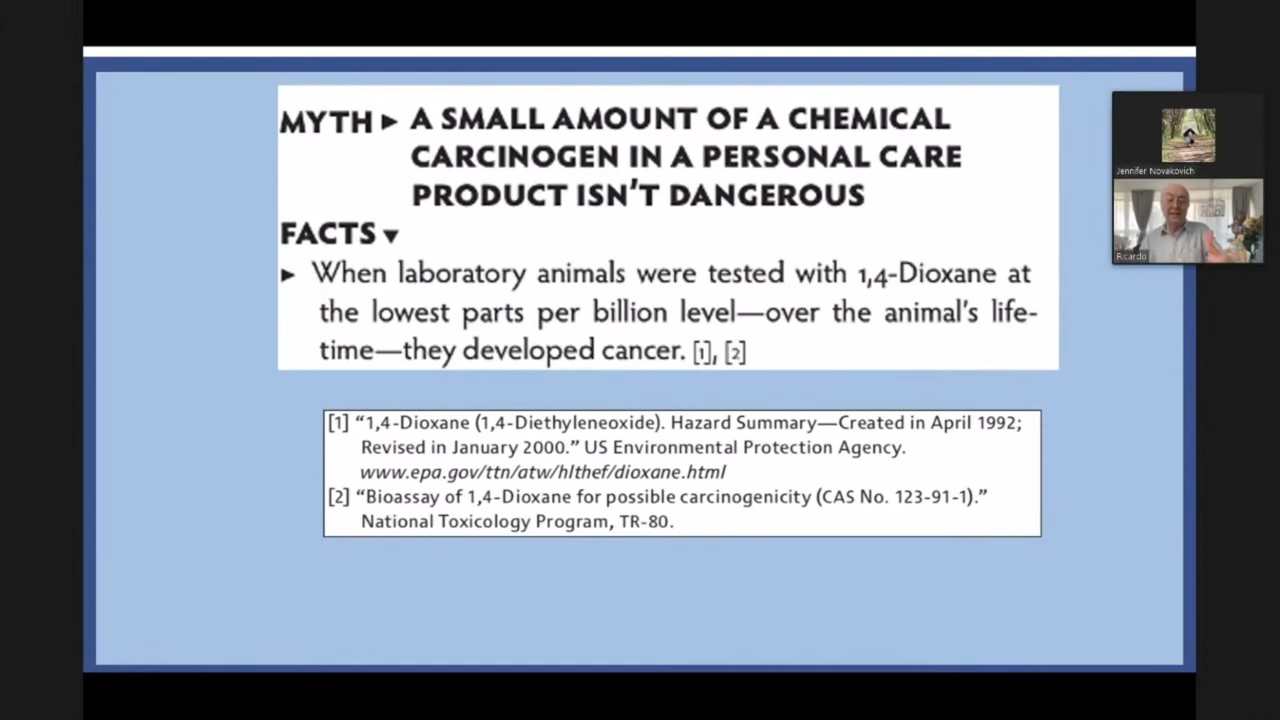 MYTH ▶ A SMALL AMOUNT OF A CHEMICAL
CARCINOGEN IN A PERSONAL CARE
PRODUCT ISN'T DANGEROUS
FACTS ▼
▶ When laboratory animals were tested with 1,4-Dioxane at
the lowest parts per billion level—over the animal's life-
time—they developed cancer. [1], [2]
[1] “1,4-Dioxane (1,4-Diethyleneoxide). Hazard Summary—Created in April 1992;
Revised in January 2000.” US Environmental Protection Agency.
www.epa.gov/ttn/atw/hlthef/dioxane.html
[2] “Bioassay of 1,4-Dioxane for possible carcinogenicity (CAS No. 123-91-1).”
National Toxicology Program, TR-80.
Jennifer Novakovich
Ricardo